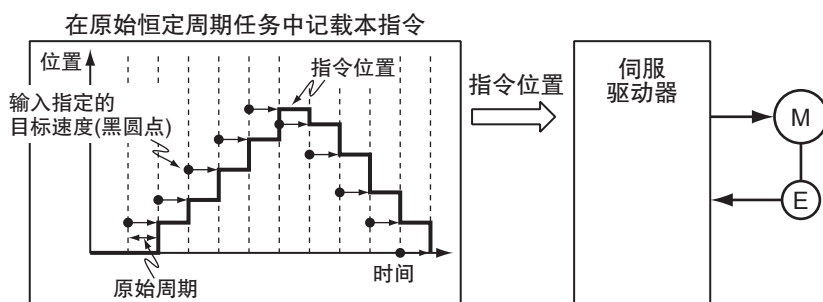 在原始恒定周期任务中记载本指令
位置
指令位置
输入指定的
目标速度(黑圆点)
原始周期
时间
指令位置
伺服
驱动器
M
E